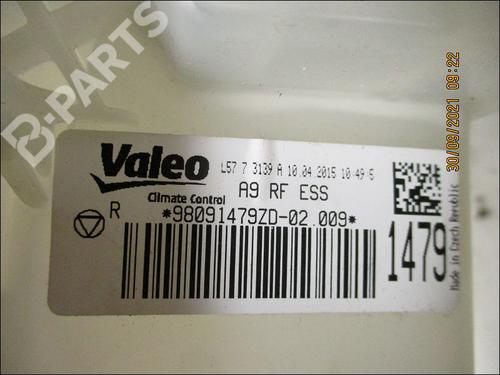 B-PARTS
30/09/2021 09:22
Valeo
Climate Control
L57 7 3139 A 10.04 2015 10:49:5
A9 RF ESS
R
*98091479ZD-02.009*
1479
Made in Czech Republic